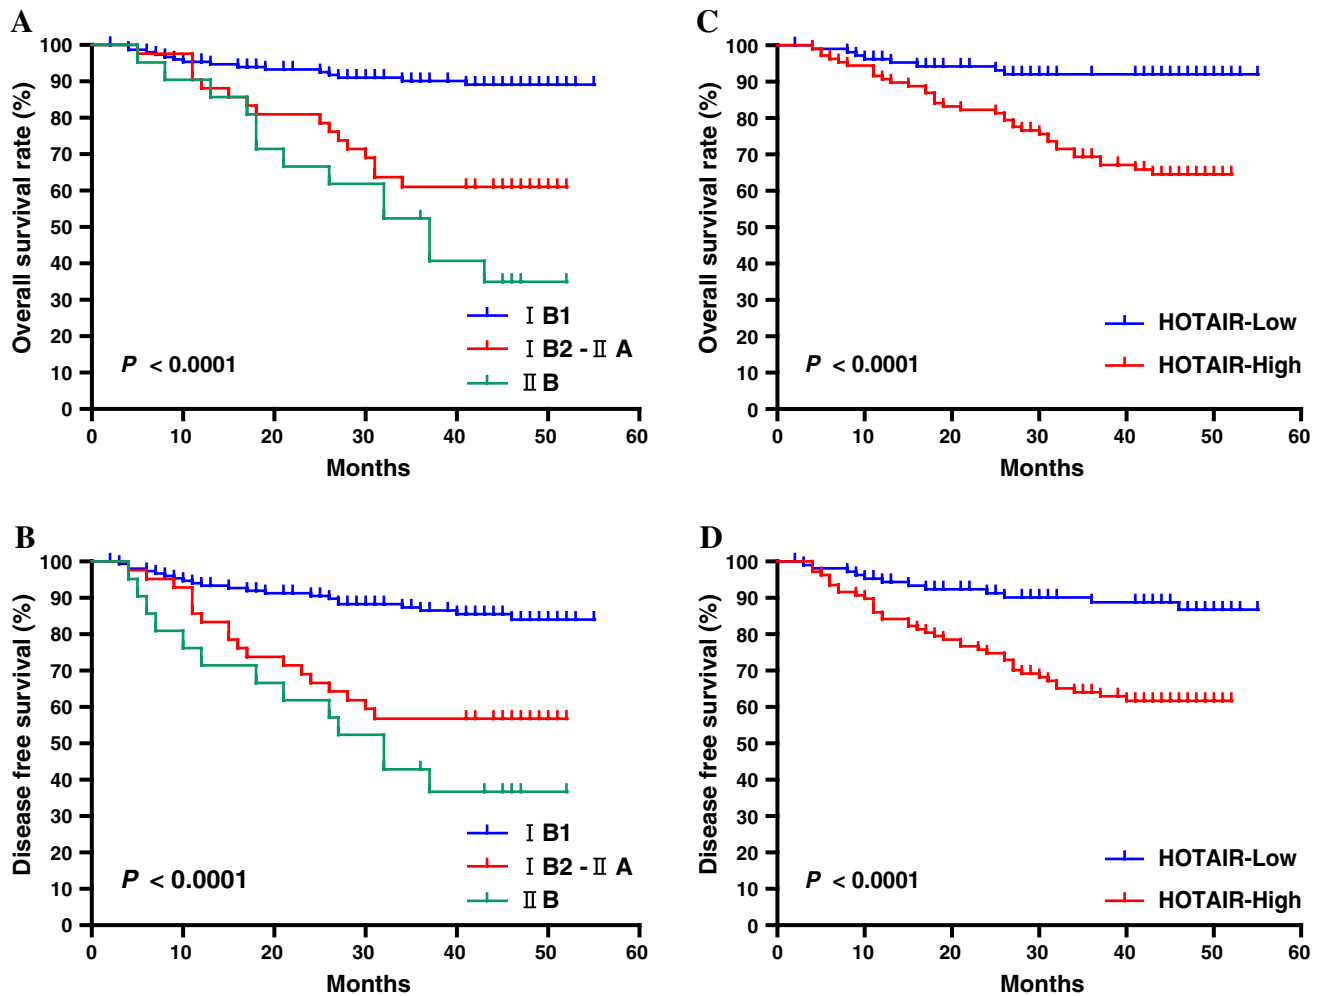 A
Overall survival rate (%)
100
90
80
70
60
50
40
30
20
10
0
0 10 20 30 40 50 60
Months
P < 0.0001
Ⅰ B1
Ⅰ B2 - Ⅱ A
Ⅱ B
C
Overall survival rate (%)
100
90
80
70
60
50
40
30
20
10
0
0 10 20 30 40 50 60
Months
P < 0.0001
HOTAIR-Low
HOTAIR-High
B
Disease free survival (%)
100
90
80
70
60
50
40
30
20
10
0
0 10 20 30 40 50 60
Months
P < 0.0001
Ⅰ B1
Ⅰ B2 - Ⅱ A
Ⅱ B
D
Disease free survival (%)
100
90
80
70
60
50
40
30
20
10
0
0 10 20 30 40 50 60
Months
P < 0.0001
HOTAIR-Low
HOTAIR-High